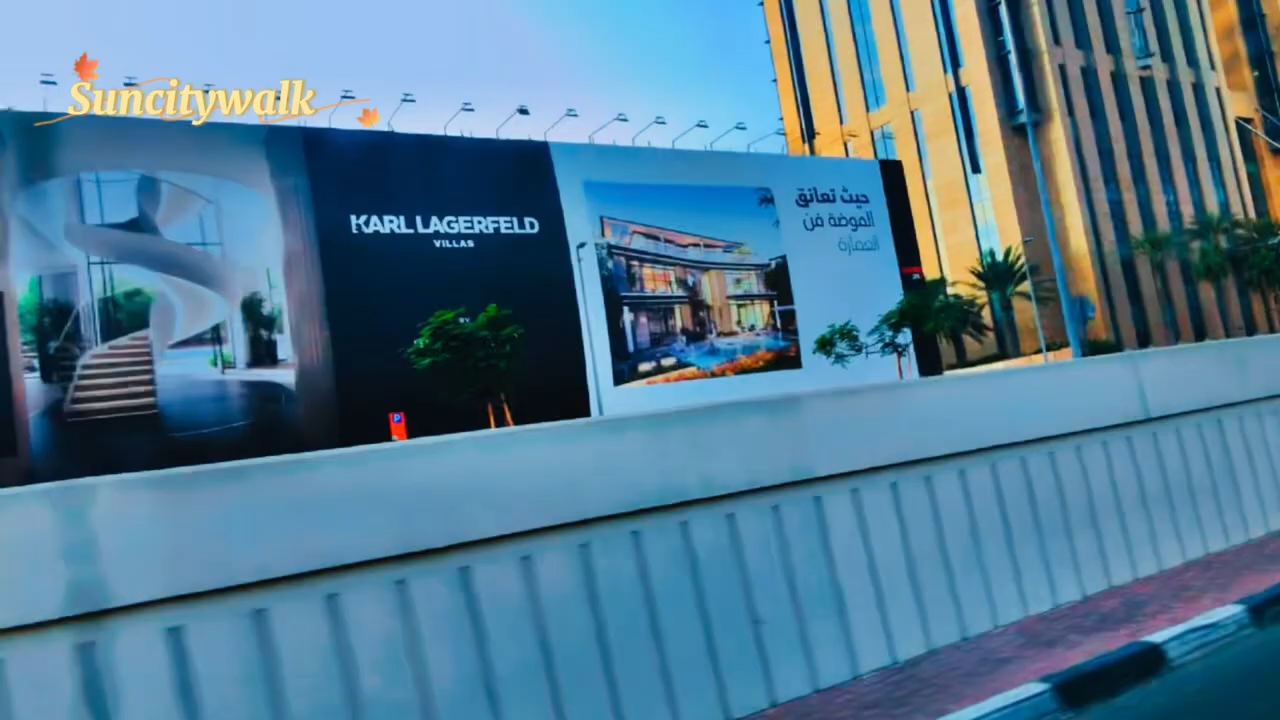 Suncitywalk
KARL LAGERFELD
VILLAS
حيث تعانق
الموضة فن
العمارة
P